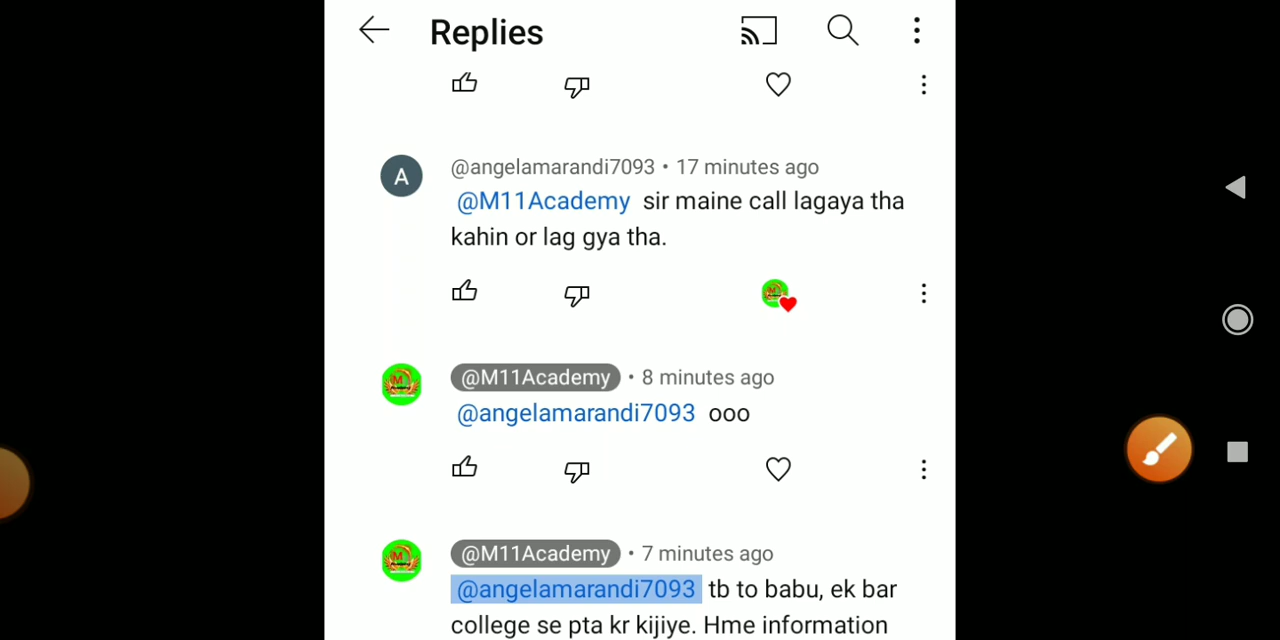 Replies
A
@angelamarandi7093 • 17 minutes ago
@M11Academy sir maine call lagaya tha
kahin or lag gya tha.
@M11Academy • 8 minutes ago
@angelamarandi7093 ooo
@M11Academy • 7 minutes ago
@angelamarandi7093 tb to babu, ek bar
college se pta kr kijiye. Hme information